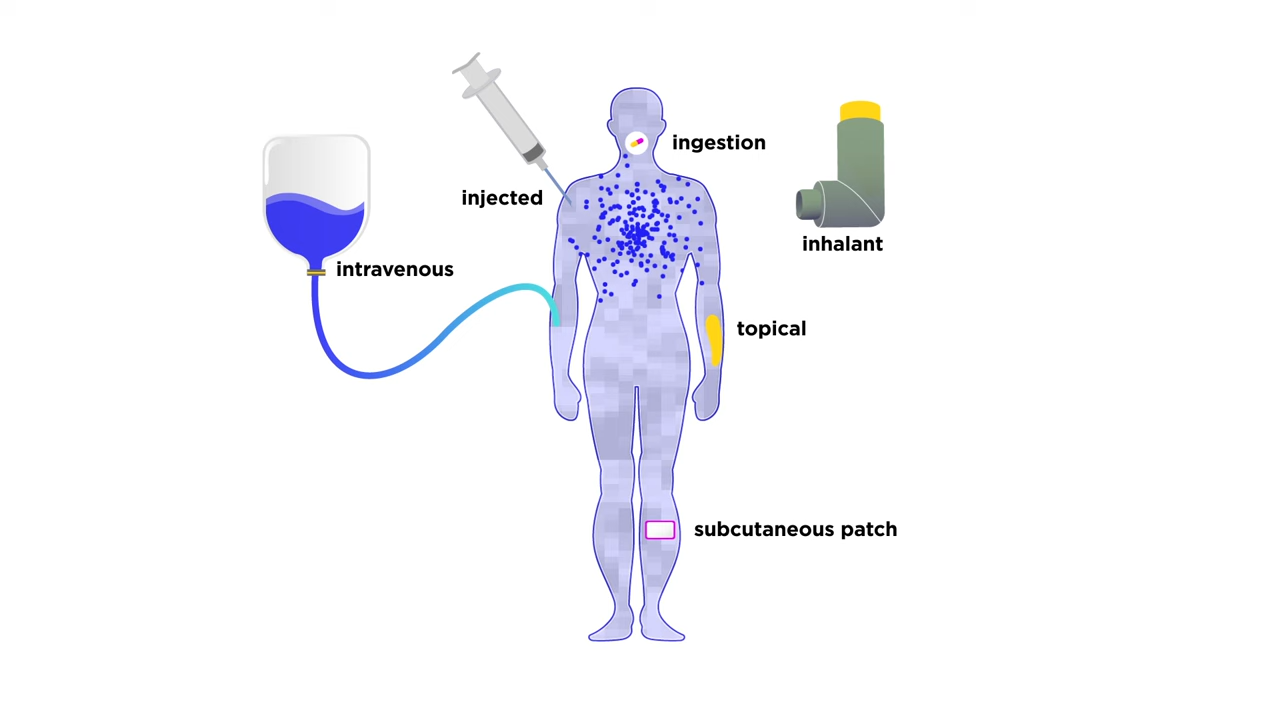 ingestion
injected
inhalant
intravenous
topical
subcutaneous patch